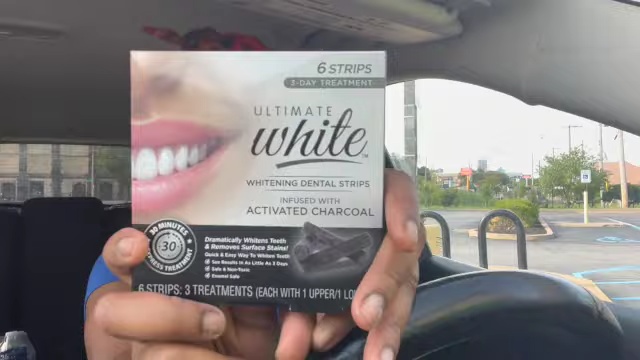 6 STRIPS
3-DAY TREATMENT
ULTIMATE
white™
WHITENING DENTAL STRIPS
INFUSED WITH
ACTIVATED CHARCOAL
30 MINUTES
30
EXPRESS TREATMENT
Dramatically Whitens Teeth
& Removes Surface Stains!
Quick & Easy Way To Whiten Teeth
See Results in As Little As 3 Days
Safe & Non-Toxic
Enamel Safe
6 STRIPS: 3 TREATMENTS (EACH WITH 1 UPPER/1 LO